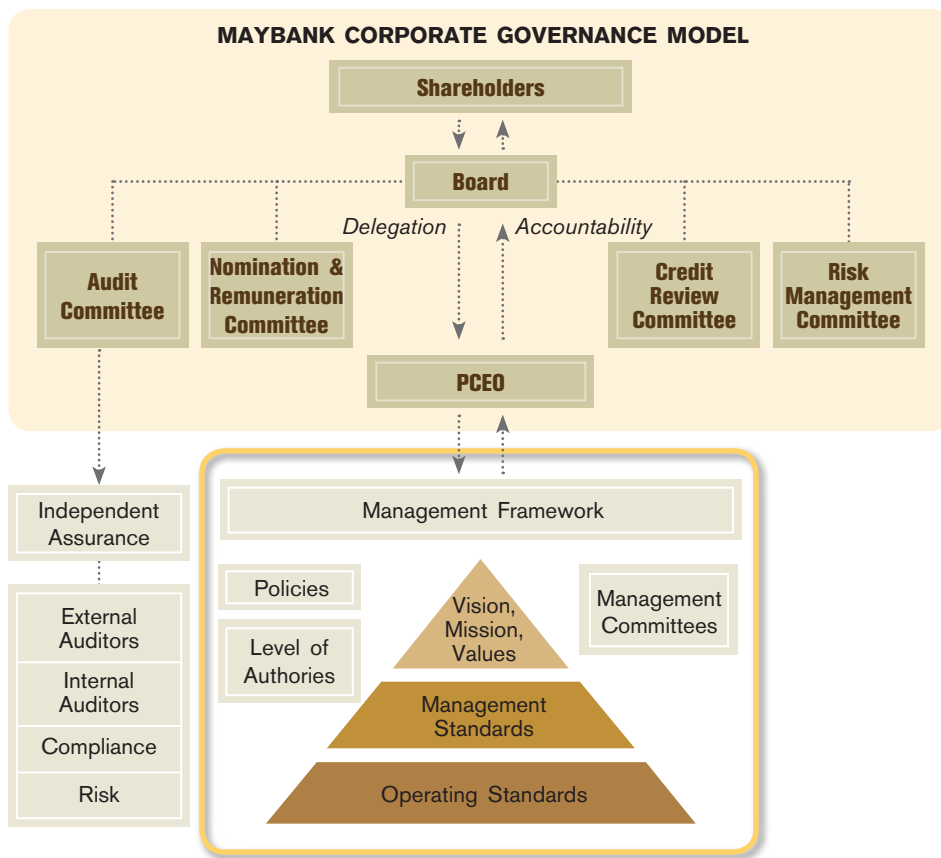 MAYBANK CORPORATE GOVERNANCE MODEL
Shareholders
Board
Delegation
Accountability
Audit
Committee
Nomination &
Remuneration
Committee
Credit
Review
Committee
Risk
Management
Committee
PCEO
Independent
Assurance
External
Auditors
Internal
Auditors
Compliance
Risk
Management Framework
Policies
Level of
Authories
Vision,
Mission,
Values
Management
Committees
Management
Standards
Operating Standards